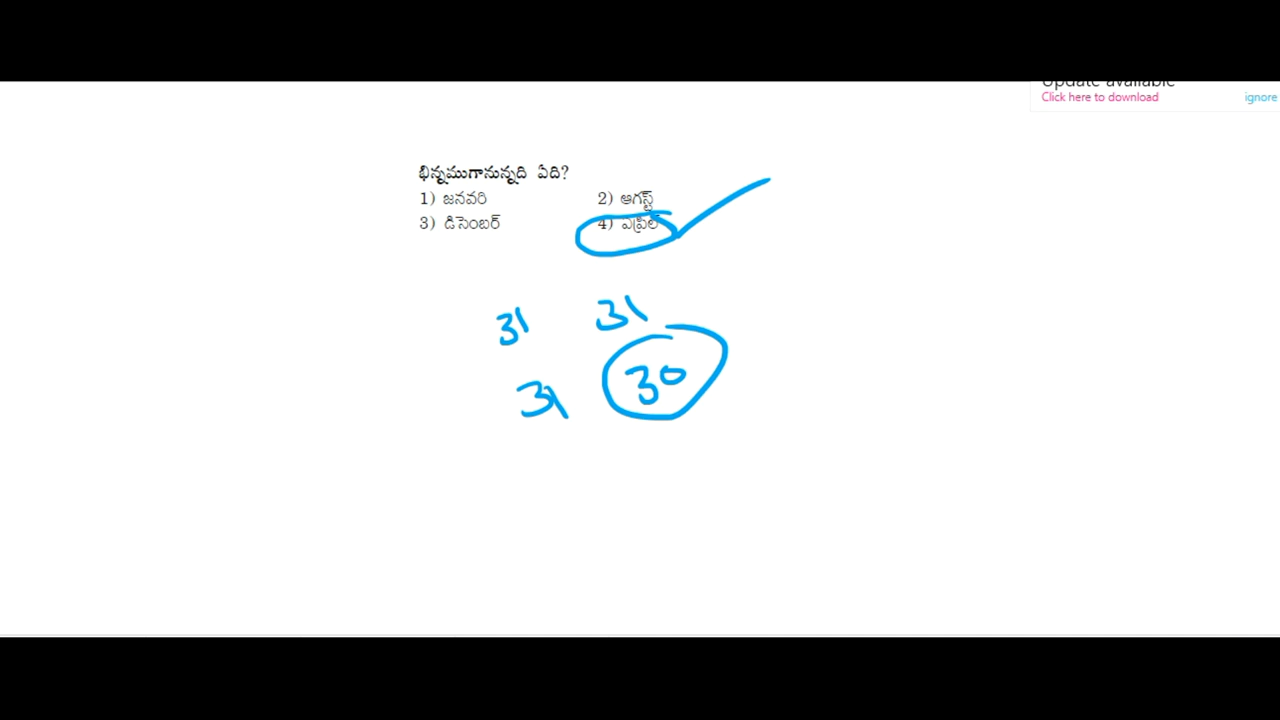 Update available
Click here to download ignore
భిన్నముగానున్నది ఏది?
1) జనవరి 2) ఆగస్ట్
3) డిసెంబర్ 4) ఏప్రిల్
31 31
31 30